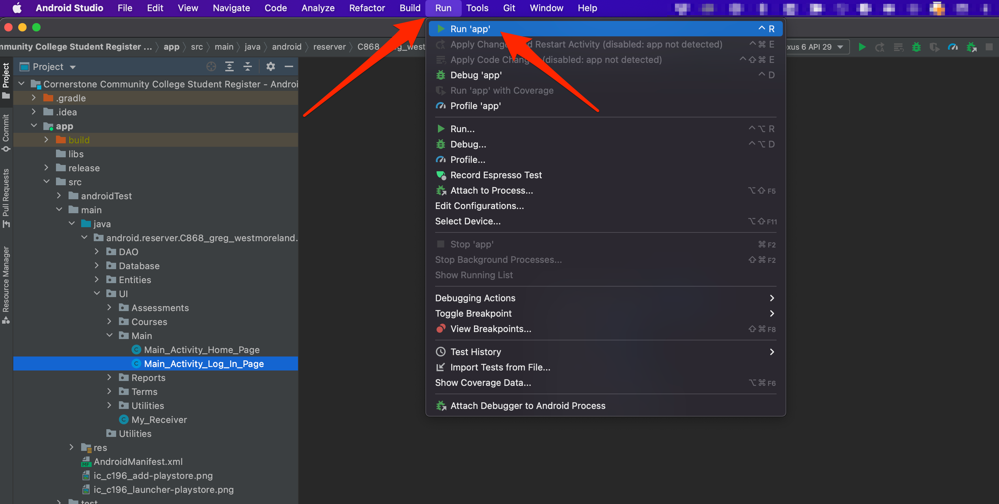 Android Studio File Edit View Navigate Code Analyze Refactor Build Run Tools Git Window Help
mmunity College Student Register ... app src main java android reserver C868 g_west
xus 6 API 29
Project
Commit
Pull Requests
Resource Manager
Project
Cornerstone Community College Student Register - Androi
.gradle
.idea
app
build
libs
release
src
androidTest
main
java
android.reserver.C868_greg_westmoreland.
DAO
Database
Entities
UI
Assessments
Courses
Main
Main_Activity_Home_Page
Main_Activity_Log_In_Page
Reports
Terms
Utilities
My_Receiver
Utilities
res
AndroidManifest.xml
ic_c196_add-playstore.png
ic_c196_launcher-playstore.png
test
Run 'app' ^ R
Apply Change nd Restart Activity (disabled: app not detected) ^⌘ E
Apply Code Chang (disabled: app not detected) ^⇧⌘ E
Debug 'app' ^ D
Run 'app' with Coverage
Profile 'app'
Run... ^⌥ R
Debug... ^⌥ D
Profile...
Record Espresso Test
Attach to Process... ⌥⇧F5
Edit Configurations...
Select Device... ⌥⇧F11
Stop 'app' ⌘F2
Stop Background Processes... ⇧⌘F2
Show Running List
Debugging Actions
Toggle Breakpoint
View Breakpoints... ⇧⌘F8
Test History
Import Tests from File...
Show Coverage Data... ⌥⌘F6
Attach Debugger to Android Process